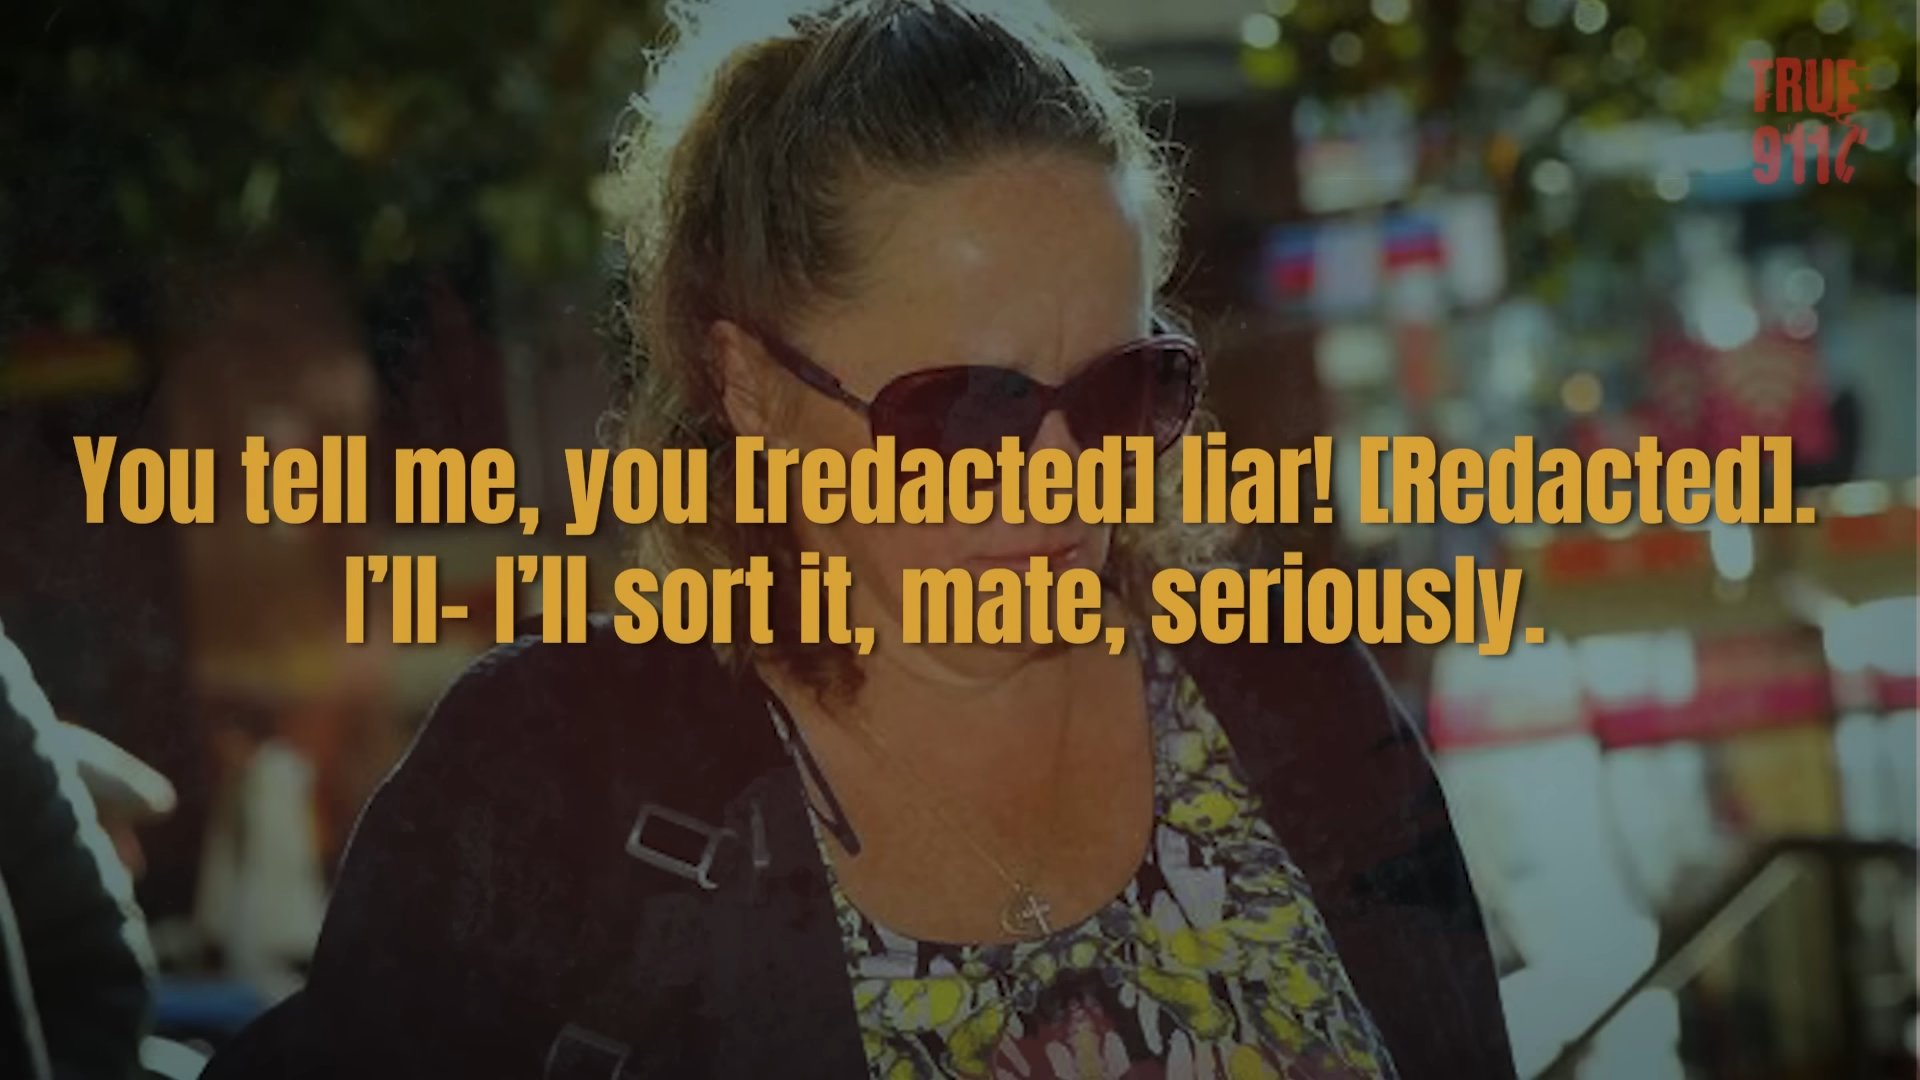 TRUE
911
You tell me, you [redacted] liar! [Redacted].
I’ll- I’ll sort it, mate, seriously.